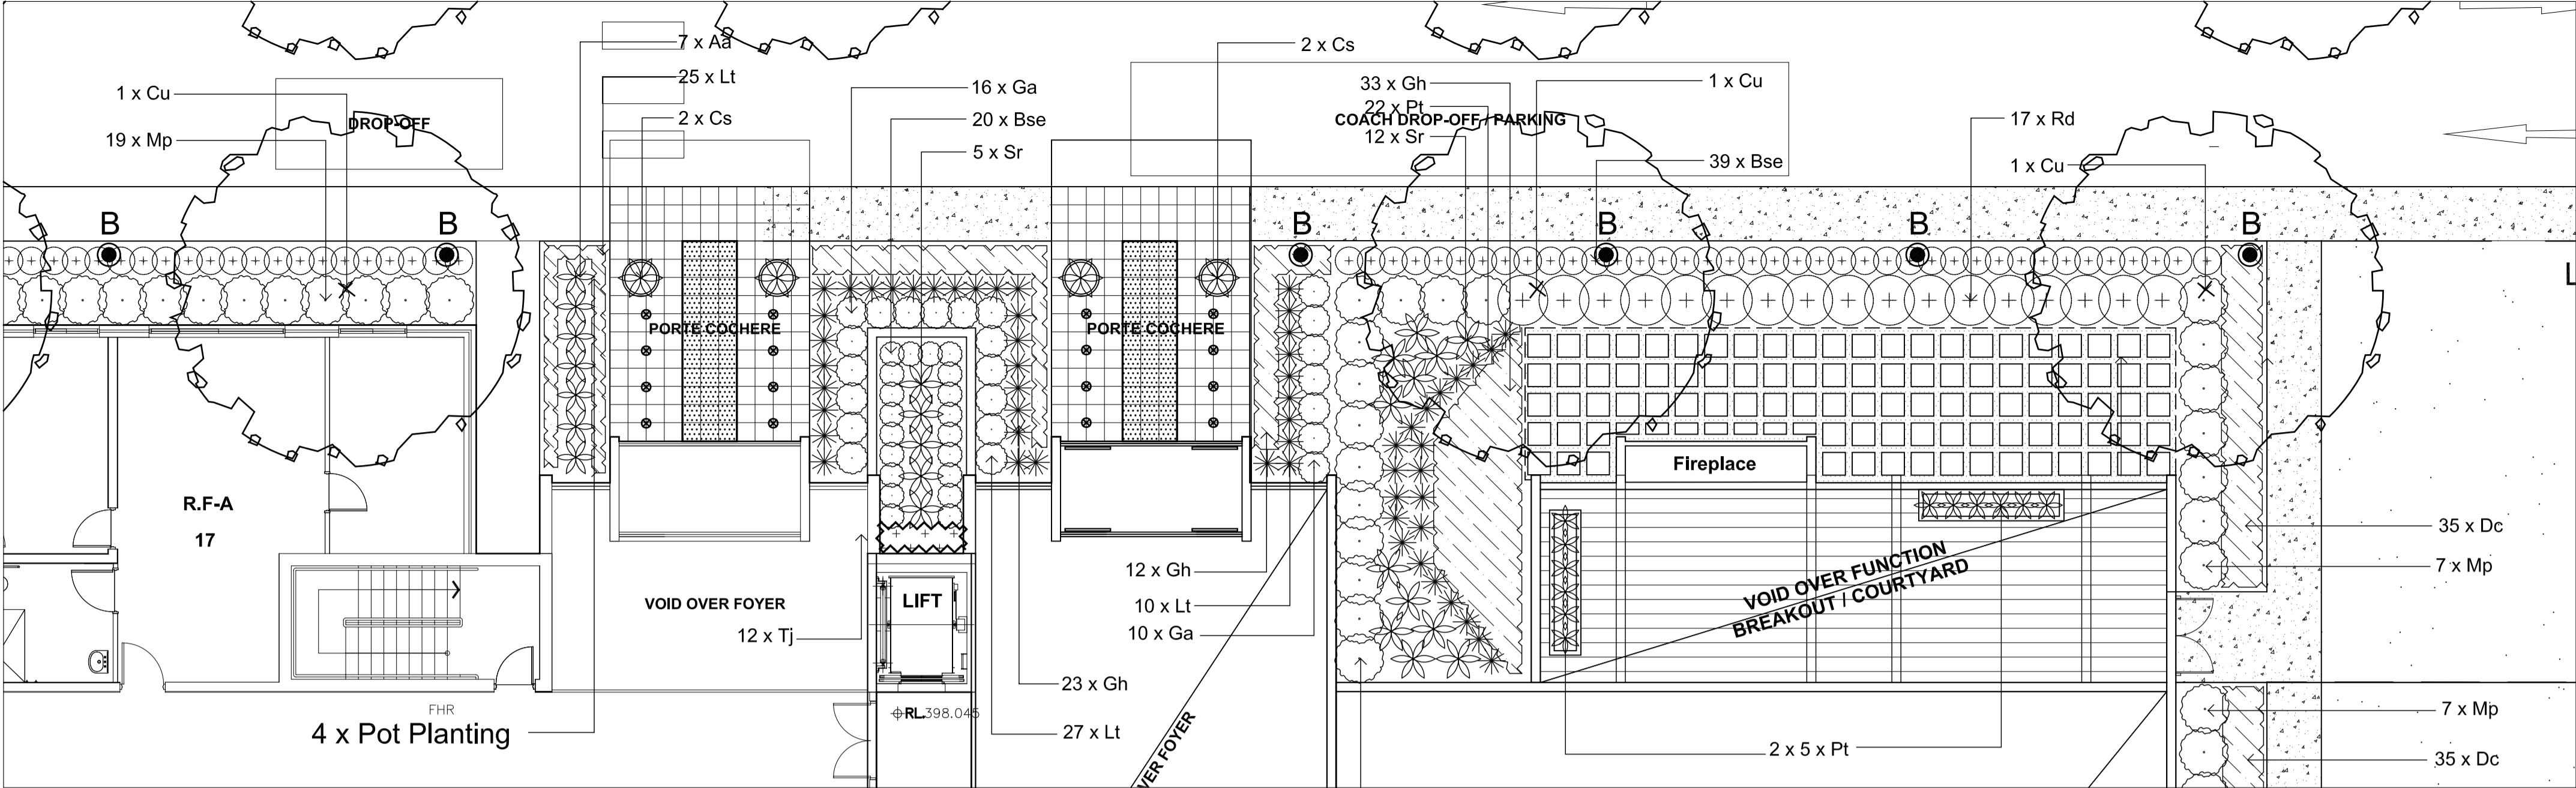 7 x Aa
2 x Cs
25 x Lt
1 x Cu
16 x Ga
33 x Gh
1 x Cu
DROP-OFF
22 x Pt
2 x Cs
20 x Bse
COACH DROP-OFF / PARKING
17 x Rd
19 x Mp
12 x Sr
5 x Sr
39 x Bse
1 x Cu
B
B
B
B
B
B
L
PORTE COCHERE
PORTE COCHERE
Fireplace
R.F-A
17
35 x Dc
VOID OVER FUNCTION
BREAKOUT / COURTYARD
7 x Mp
12 x Gh
VOID OVER FOYER
LIFT
10 x Lt
12 x Tj
10 x Ga
23 x Gh
FHR
RL.398.045
7 x Mp
4 x Pot Planting
27 x Lt
VER FOYER
2 x 5 x Pt
35 x Dc